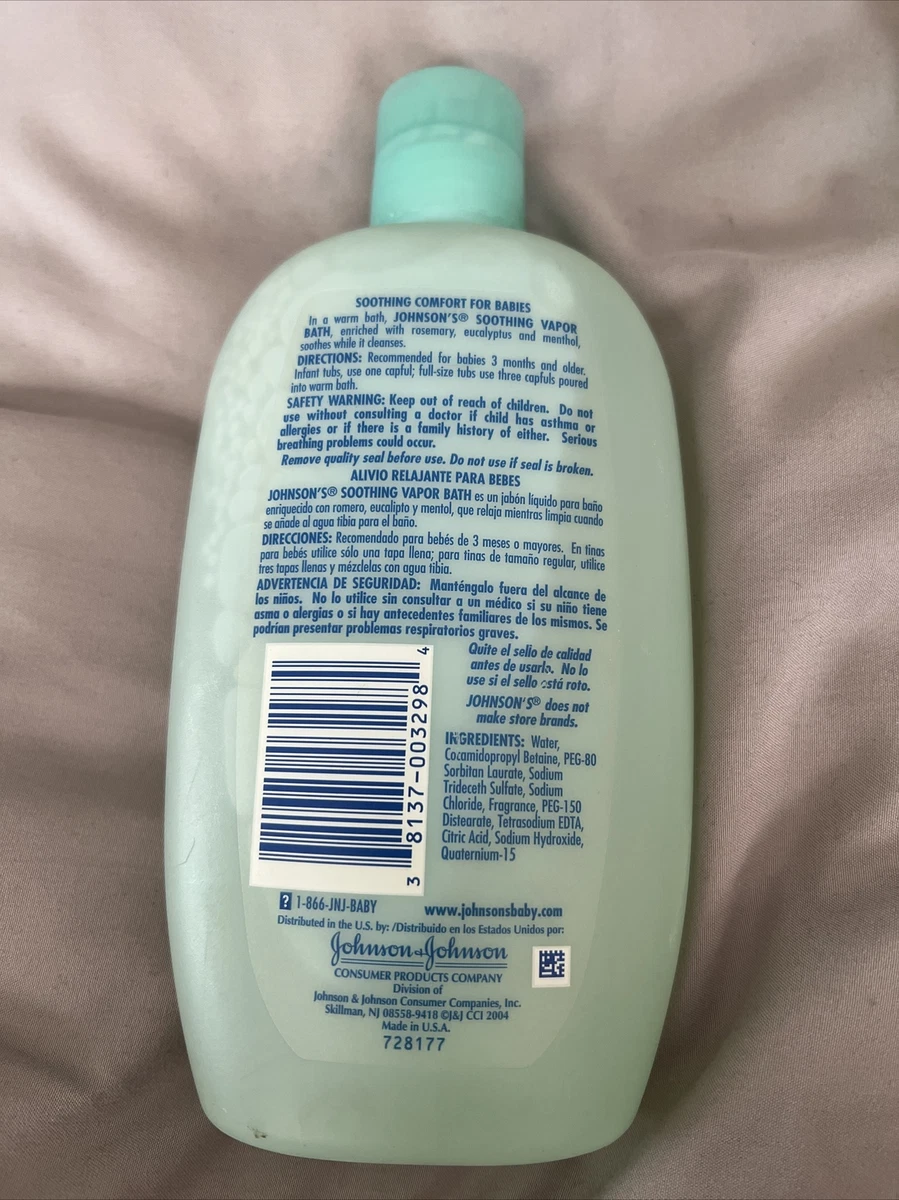 SOOTHING COMFORT FOR BABIES
In a warm bath, JOHNSON'S® SOOTHING VAPOR
BATH, enriched with rosemary, eucalyptus and menthol,
soothes while it cleanses.
DIRECTIONS: Recommended for babies 3 months and older.
Infant tubs, use one capful; full-size tubs use three capfuls poured
into warm bath.
SAFETY WARNING: Keep out of reach of children. Do not
use without consulting a doctor if child has asthma or
allergies or if there is a family history of either. Serious
breathing problems could occur.
Remove quality seal before use. Do not use if seal is broken.
ALIVIO RELAJANTE PARA BEBES
JOHNSON'S® SOOTHING VAPOR BATH es un jabón líquido para baño
enriquecido con romero, eucalipto y mentol, que relaja mientras limpia cuando
se añade al agua tibia para el baño.
DIRECCIONES: Recomendado para bebés de 3 meses o mayores. En tinas
para bebés utilice sólo una tapa llena; para tinas de tamaño regular, utilice
tres tapas llenas y mézclelas con agua tibia.
ADVERTENCIA DE SEGURIDAD: Manténgalo fuera del alcance de
los niños. No lo utilice sin consultar a un médico si su niño tiene
asma o alergias o si hay antecedentes familiares de los mismos. Se
podrían presentar problemas respiratorios graves.
Quite el sello de calidad
antes de usarlo. No lo
use si el sello está roto.
JOHNSON'S® does not
make store brands.
INGREDIENTS: Water,
Cocamidopropyl Betaine, PEG-80
Sorbitan Laurate, Sodium
Trideceth Sulfate, Sodium
Chloride, Fragrance, PEG-150
Distearate, Tetrasodium EDTA,
Citric Acid, Sodium Hydroxide,
Quaternium-15
3 8137-003298 4
? 1-866-JNJ-BABY www.johnsonsbaby.com
Distributed in the U.S. by: /Distribuido en los Estados Unidos por:
Johnson & Johnson
CONSUMER PRODUCTS COMPANY
Division of
Johnson & Johnson Consumer Companies, Inc.
Skillman, NJ 08558-9418 ©J&J CCI 2004
Made in U.S.A.
728177